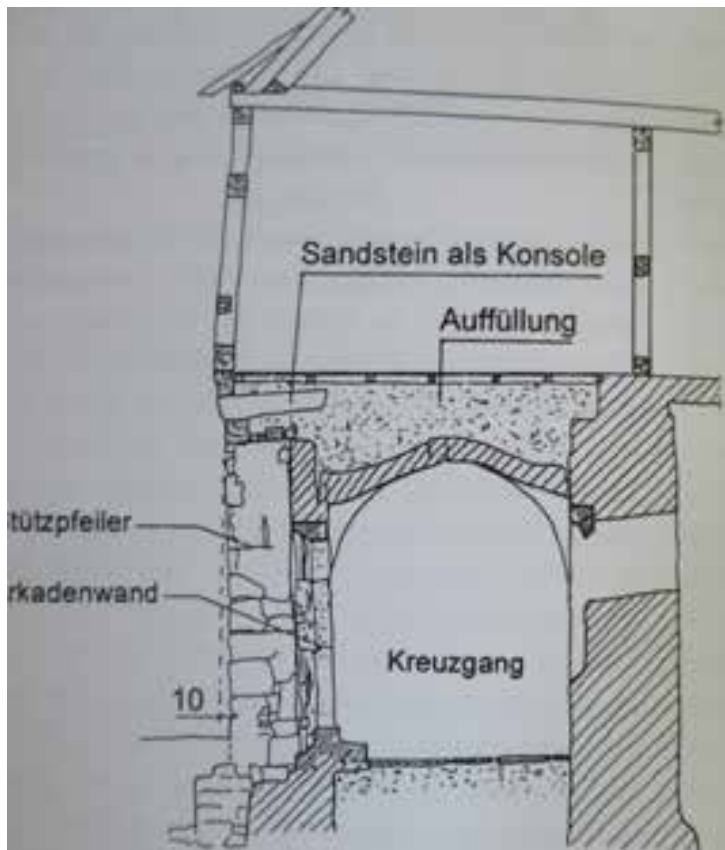 Sandstein als Konsole
Auffüllung
tützpfeiler
rkadenwand
10
Kreuzgang